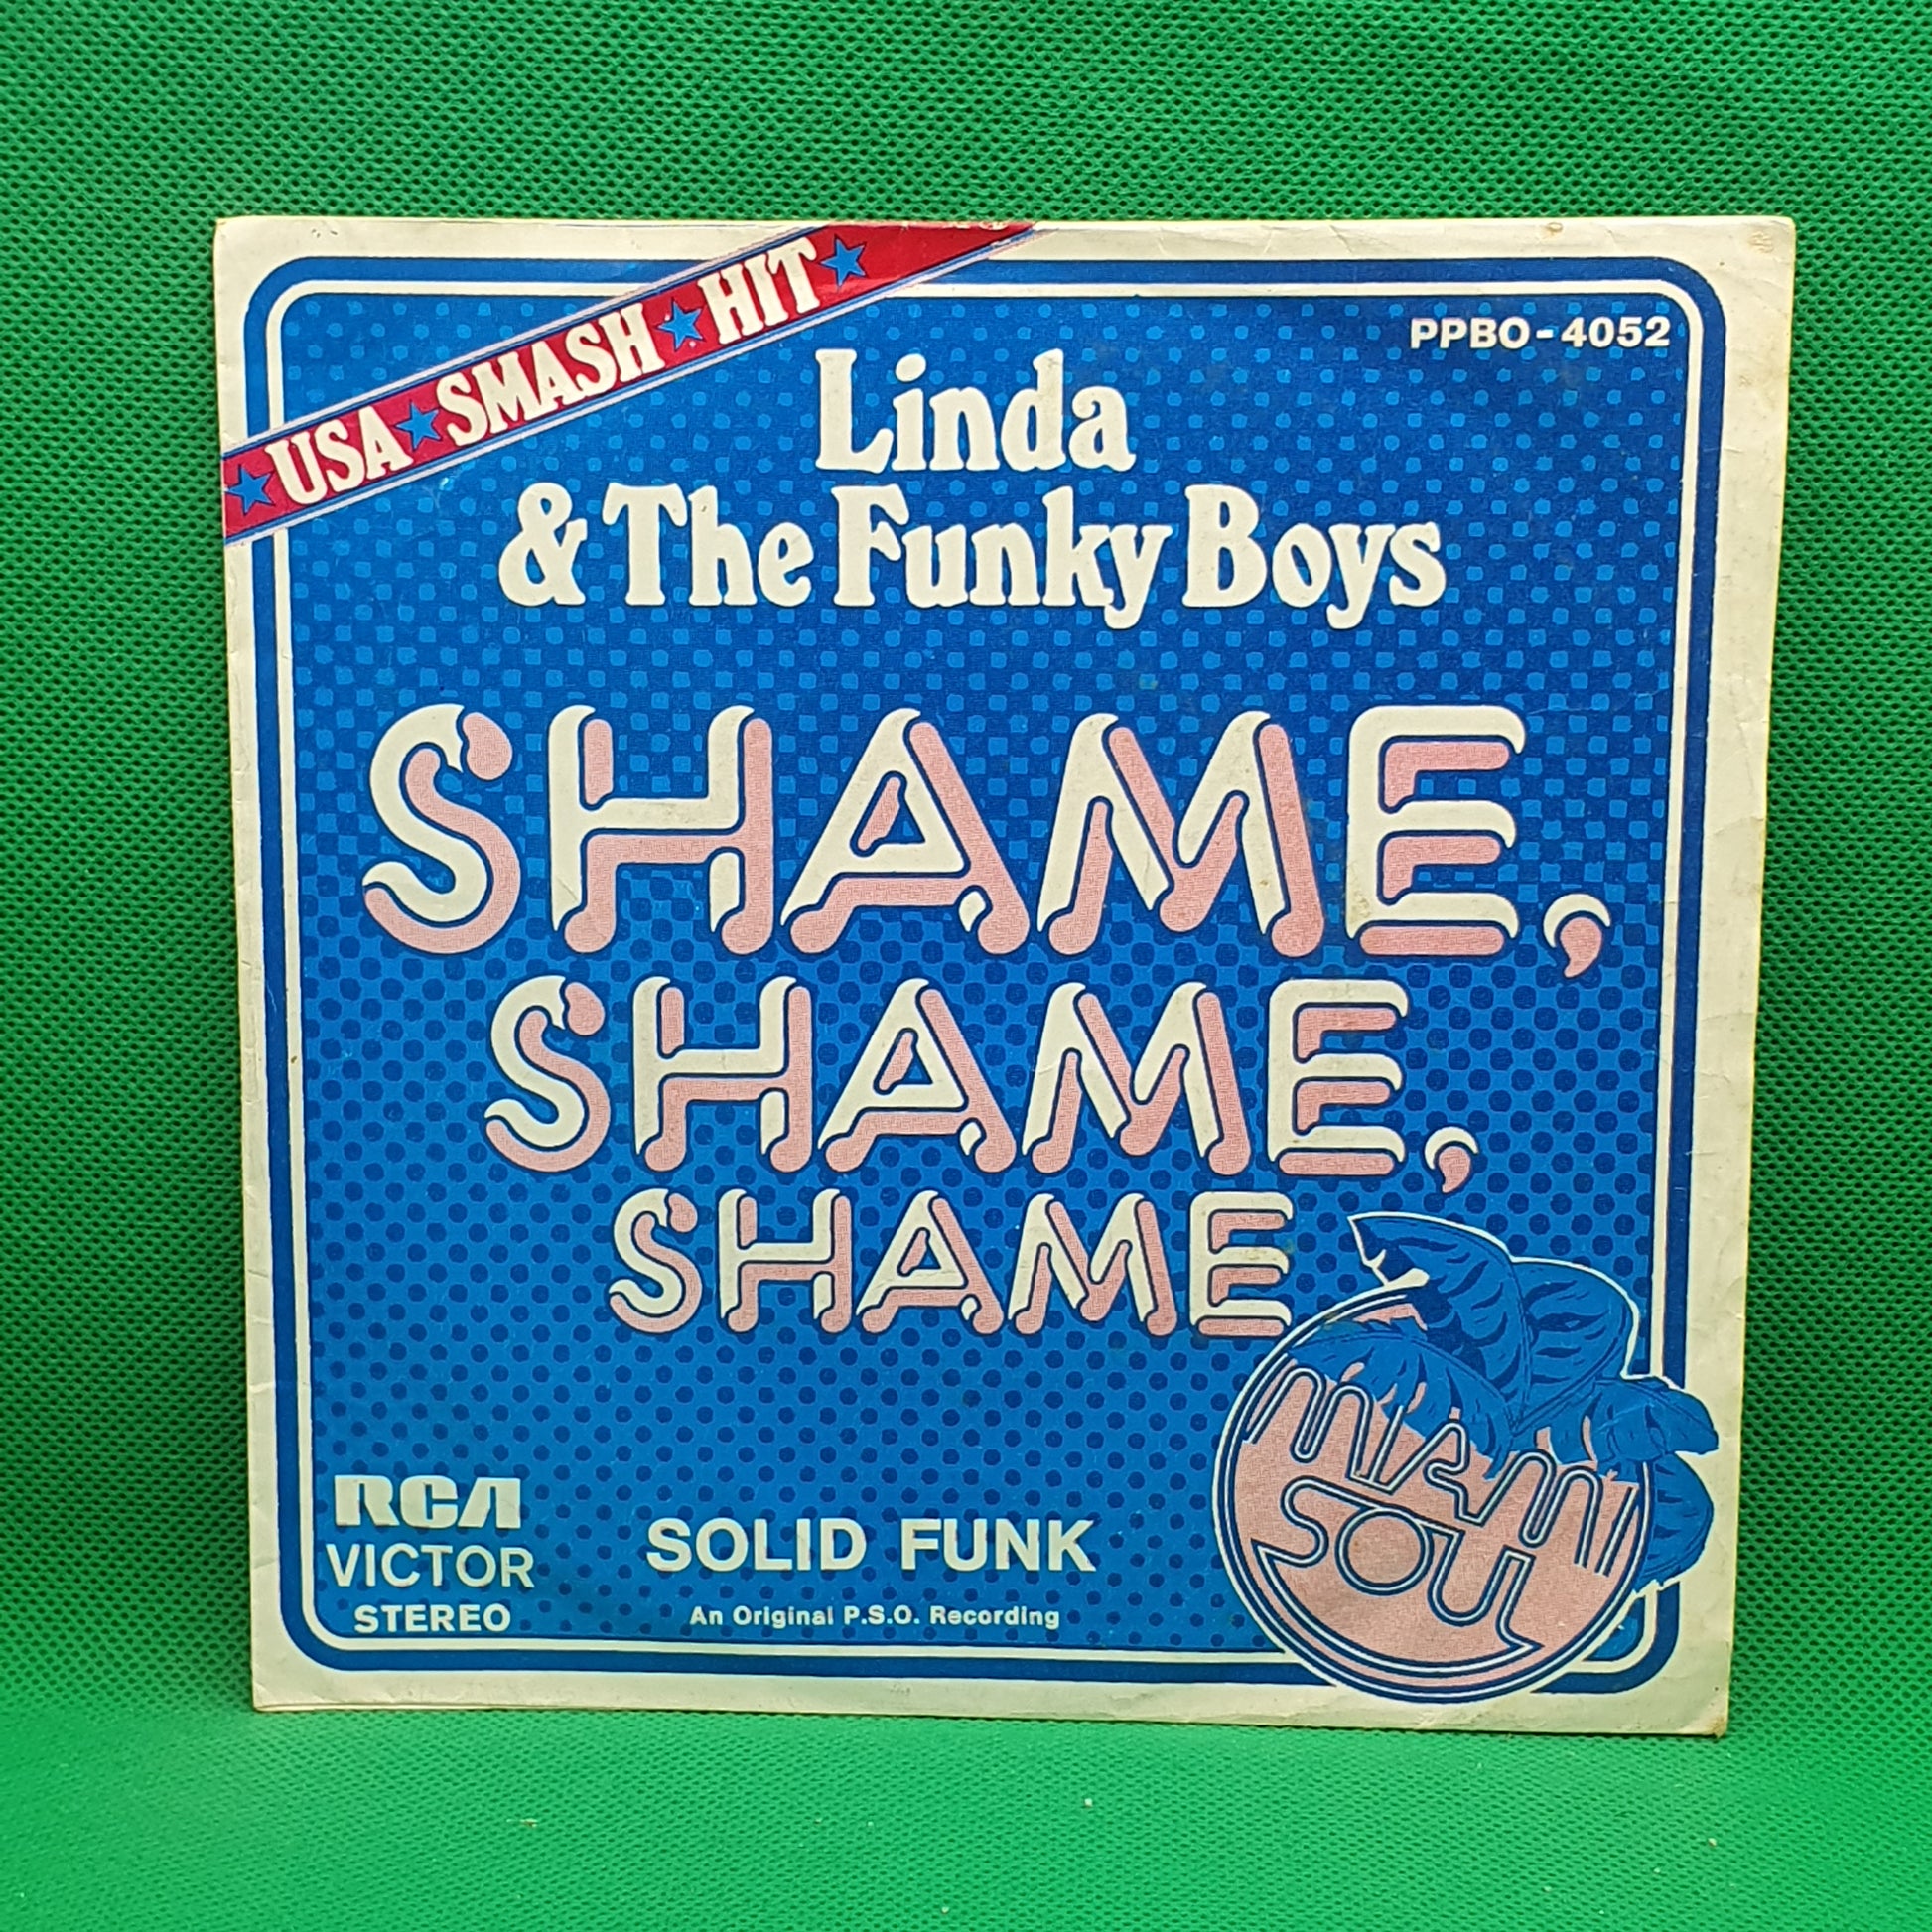 USA SMASH HIT
PPBO-4052
Linda
& The Funky Boys
SHAME,
SHAME,
SHAME
MIAMI
SOUL
RCA
VICTOR
STEREO
SOLID FUNK
An Original P.S.O. Recording